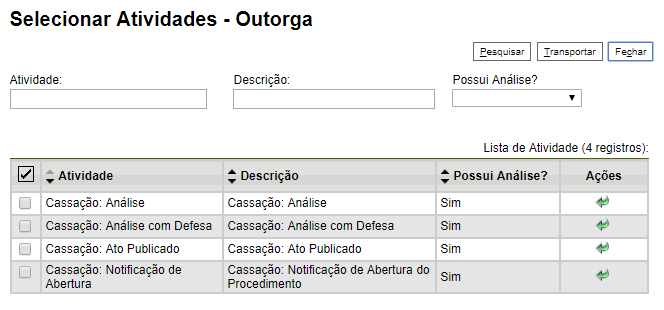 Selecionar Atividades - Outorga
Pesquisar Transportar Fechar
Atividade: Descrição: Possui Análise?
Lista de Atividade (4 registros):
Atividade Descrição Possui Análise? Ações
Cassação: Análise Cassação: Análise Sim
Cassação: Análise com Defesa Cassação: Análise com Defesa Sim
Cassação: Ato Publicado Cassação: Ato Publicado Sim
Cassação: Notificação de Abertura Cassação: Notificação de Abertura do Procedimento Sim